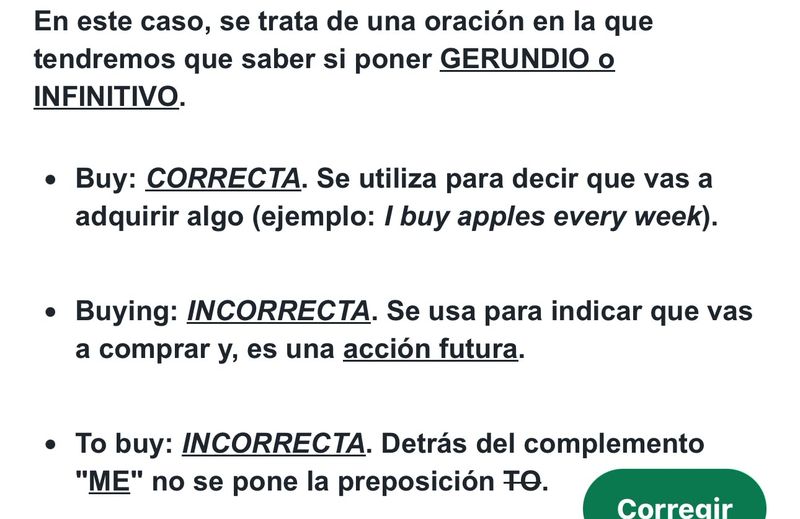 En este caso, se trata de una oración en la que
tendremos que saber si poner GERUNDIO o
INFINITIVO.
• Buy: CORRECTA. Se utiliza para decir que vas a
adquirir algo (ejemplo: I buy apples every week).
• Buying: INCORRECTA. Se usa para indicar que vas
a comprar y, es una acción futura.
• To buy: INCORRECTA. Detrás del complemento
"ME" no se pone la preposición TO.
Corregir